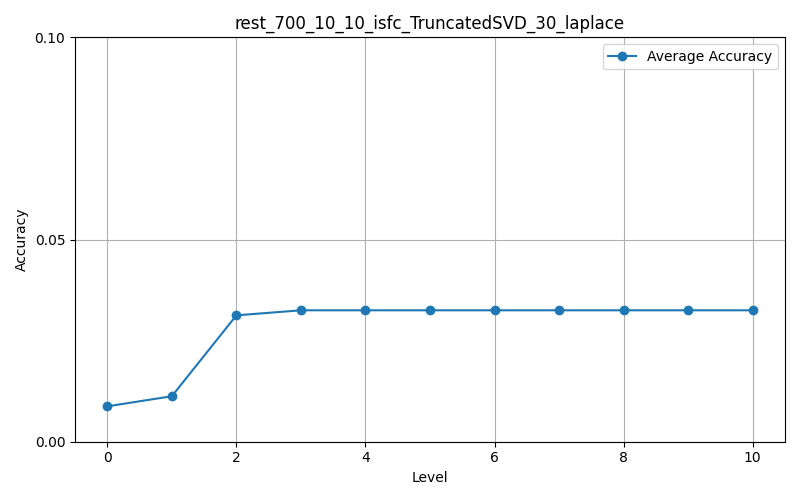 rest_700_10_10_isfc_TruncatedSVD_30_laplace
Average Accuracy
0.10
0.05
0.00
Accuracy
0 2 4 6 8 10
Level